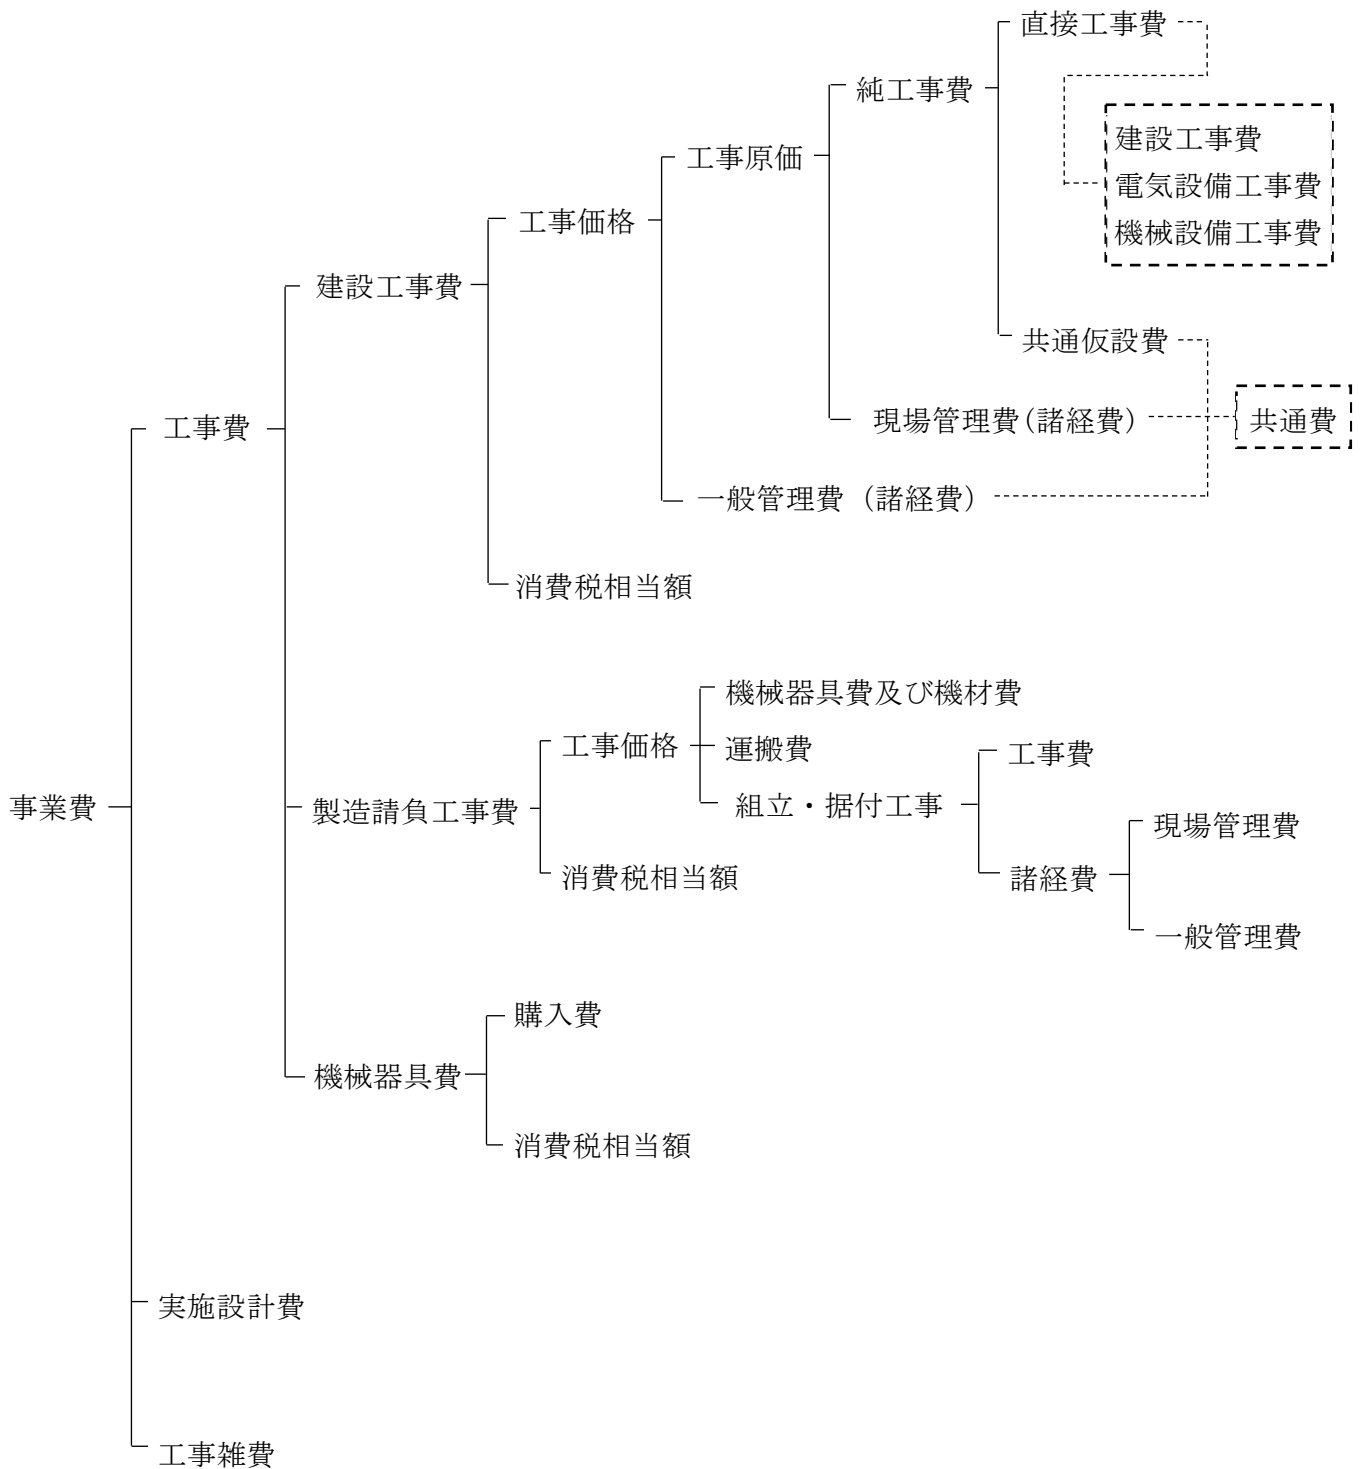 直接工事費
純工事費
建設工事費
電気設備工事費
機械設備工事費
工事原価
工事価格
建設工事費
共通仮設費
工事費
現場管理費(諸経費)
共通費
一般管理費（諸経費）
消費税相当額
機械器具費及び機材費
工事価格
運搬費
工事費
事業費
製造請負工事費
組立・据付工事
現場管理費
消費税相当額
諸経費
一般管理費
購入費
機械器具費
消費税相当額
実施設計費
工事雑費